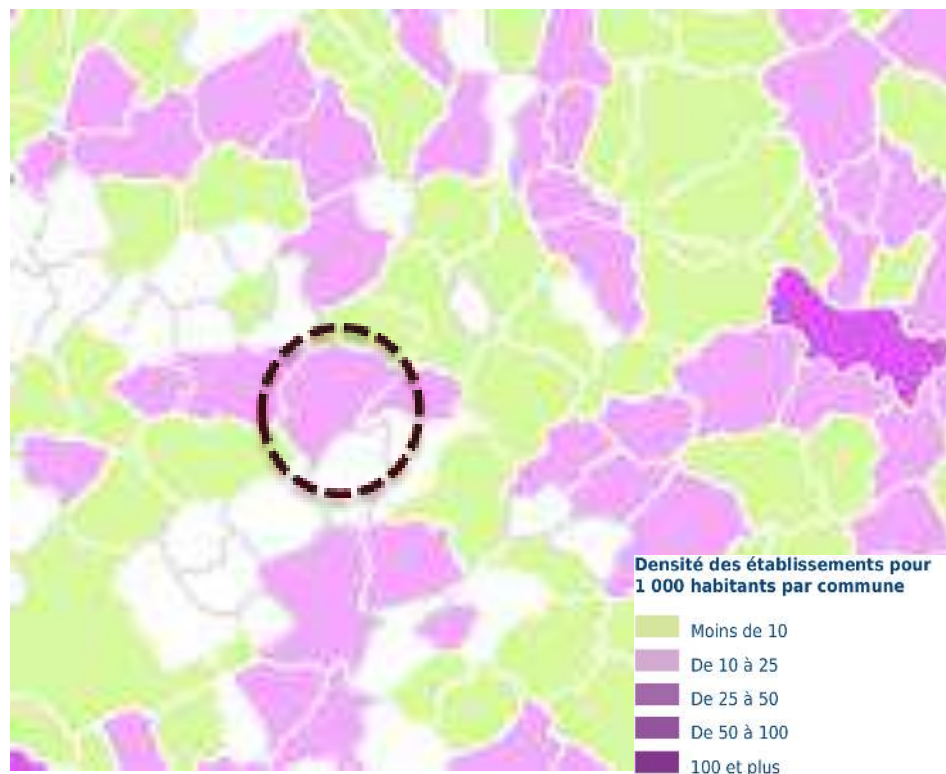 Densité des établissements pour
1 000 habitants par commune
Moins de 10
De 10 à 25
De 25 à 50
De 50 à 100
100 et plus